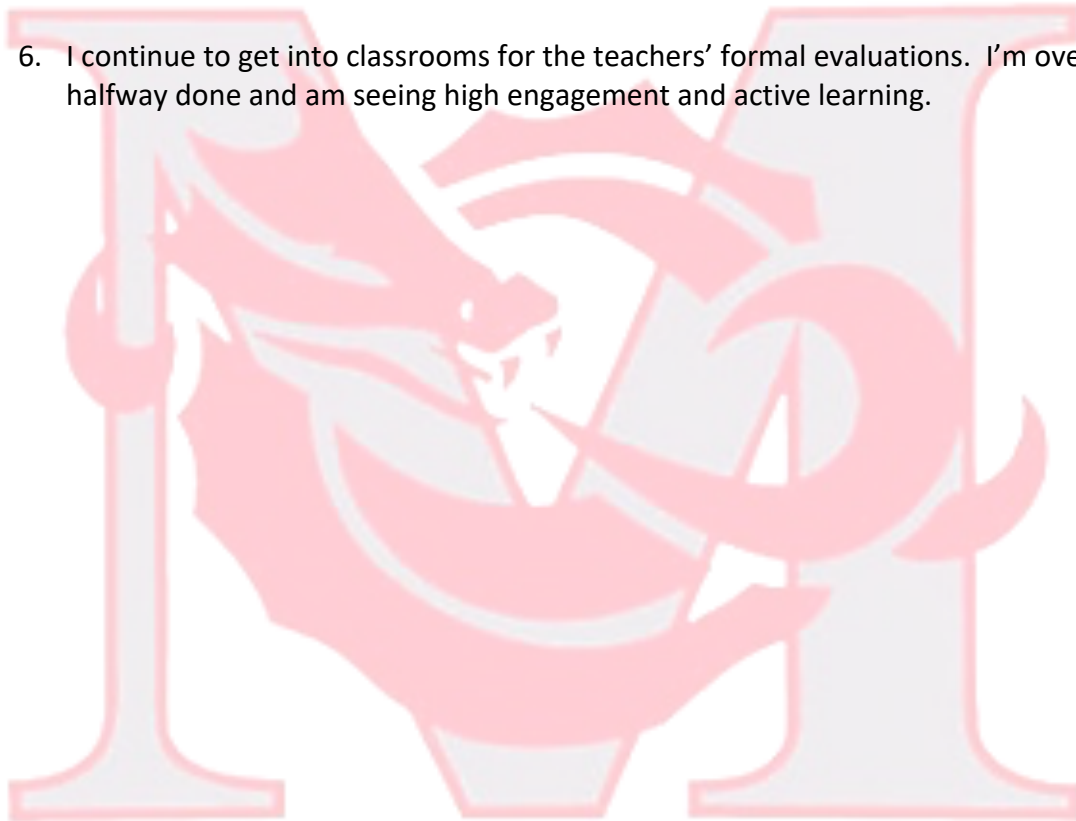 6. I continue to get into classrooms for the teachers’ formal evaluations.  I’m ove
halfway done and am seeing high engagement and active learning.